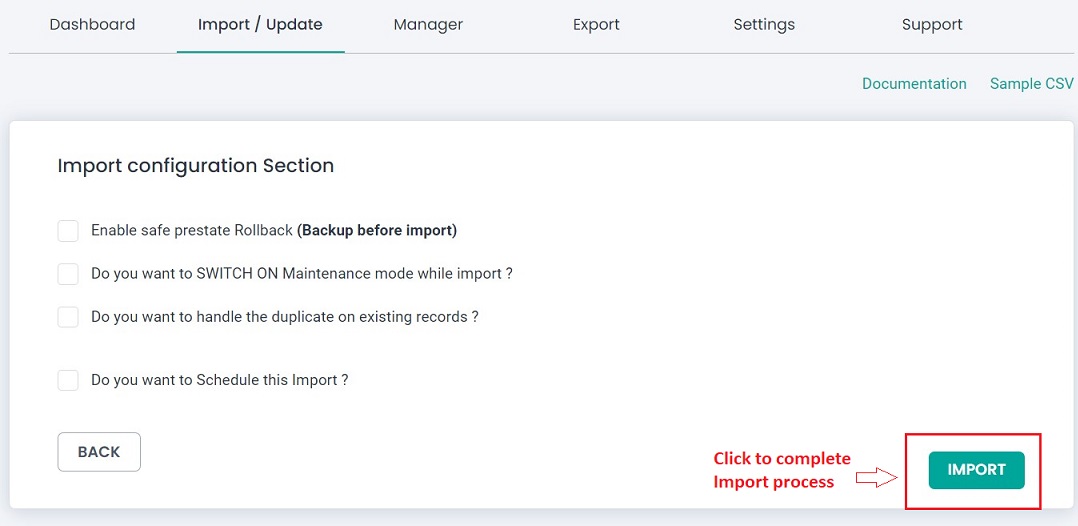 Dashboard Import / Update Manager Export Settings Support
Documentation Sample CSV
Import configuration Section
Enable safe prestate Rollback (Backup before import)
Do you want to SWITCH ON Maintenance mode while import ?
Do you want to handle the duplicate on existing records ?
Do you want to Schedule this Import ?
BACK
Click to complete
Import process
IMPORT